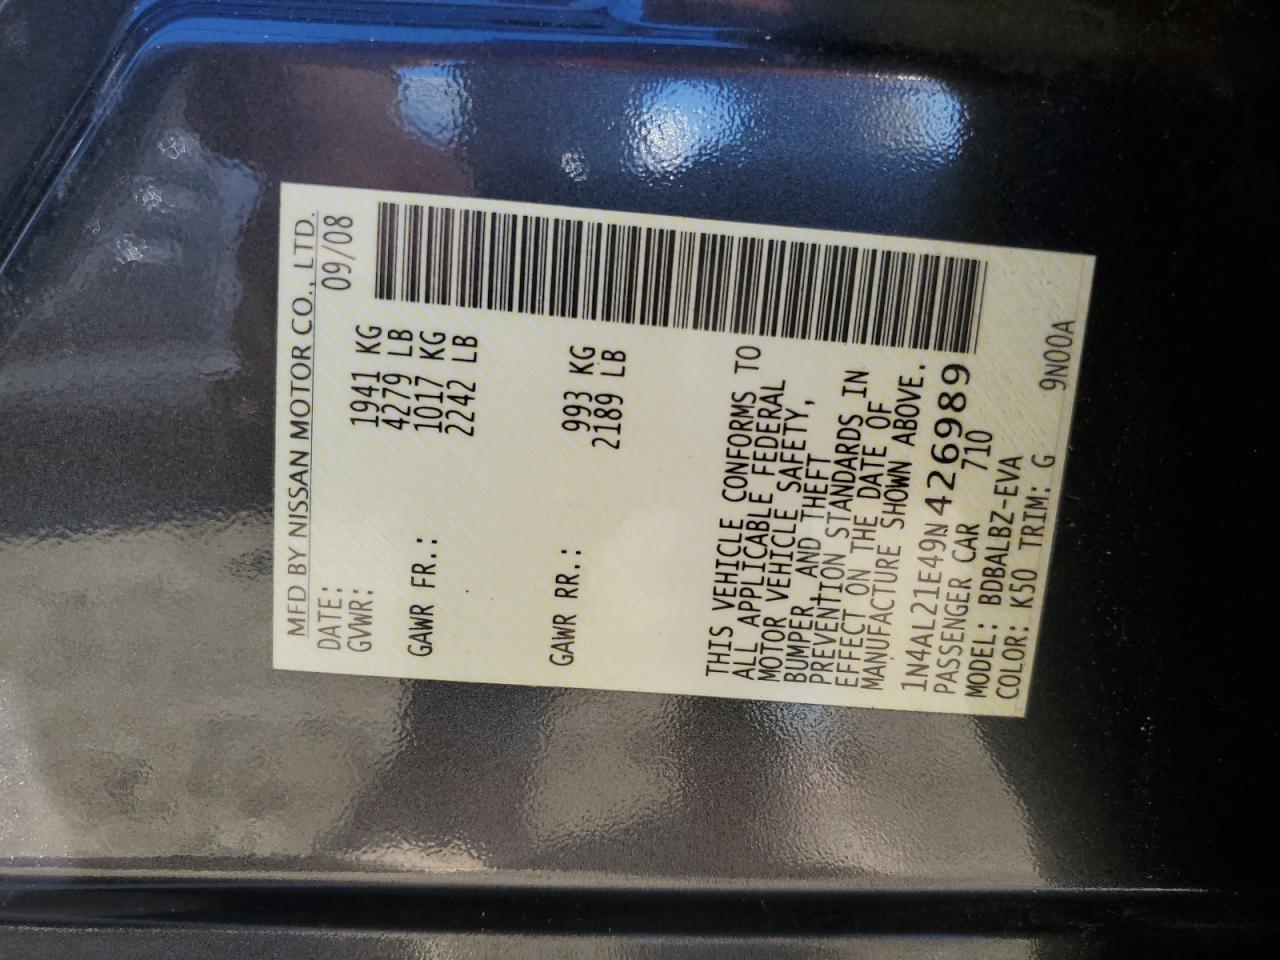 MFD BY NISSAN MOTOR CO., LTD.
DATE: 09/08
GVWR: 1941 KG
4279 LB
GAWR FR.: 1017 KG
2242 LB
GAWR RR.: 993 KG
2189 LB
THIS VEHICLE CONFORMS TO
ALL APPLICABLE FEDERAL
MOTOR VEHICLE SAFETY,
BUMPER, AND THEFT
PREVENTION STANDARDS IN
EFFECT ON THE DATE OF
MANUFACTURE SHOWN ABOVE.
1N4AL21E49N426989
PASSENGER CAR 710
MODEL: BDBALBZ-EVA
COLOR: K50 TRIM: G 9N00A